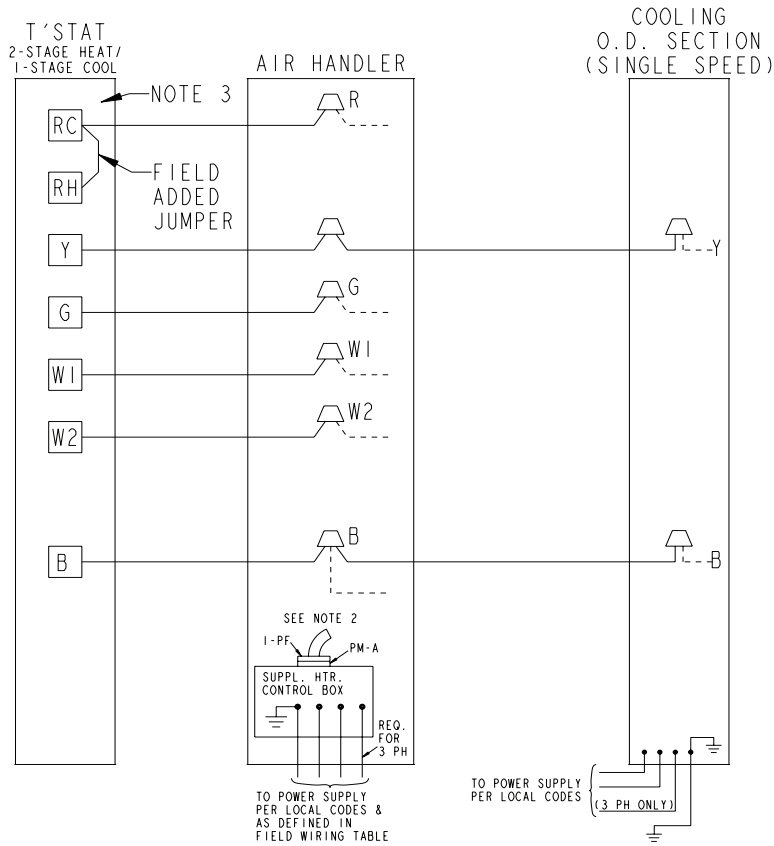 T'STAT
2-STAGE HEAT/
1-STAGE COOL
AIR HANDLER
COOLING
O.D. SECTION
(SINGLE SPEED)
NOTE 3
RC
R
FIELD
ADDED
JUMPER
RH
Y
Y
G
G
W1
W1
W2
W2
B
B
B
SEE NOTE 2
1-PF
PM-A
SUPPL. HTR.
CONTROL BOX
REQ.
FOR
3 PH
TO POWER SUPPLY
PER LOCAL CODES &
AS DEFINED IN
FIELD WIRING TABLE
TO POWER SUPPLY
PER LOCAL CODES
(3 PH ONLY)